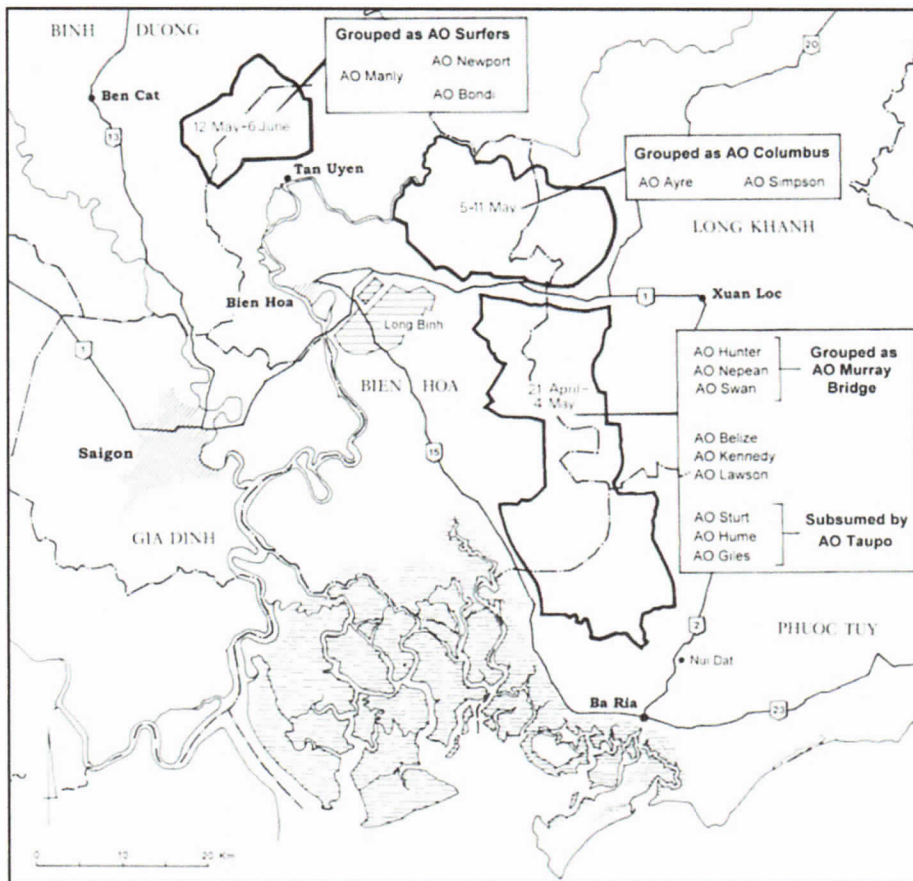 BINH DUONG
20
Grouped as AO Surfers
AO Newport
AO Manly
AO Bondi
Ben Cat
12 May-6 June
13
Tan Uyen
Grouped as AO Columbus
AO Ayre AO Simpson
5-11 May
LONG KHANH
Bien Hoa
1
Xuan Loc
Long Binh
1
BIEN HOA
21 April-
4 May
AO Hunter
AO Nepean
AO Swan
Grouped as
AO Murray
Bridge
AO Belize
AO Kennedy
AO Lawson
AO Sturt
AO Hume
AO Giles
Subsumed by
AO Taupo
15
Saigon
GIA DINH
2
PHUOC TUY
Nui Dat
Ba Ria
23
0 10 20 Km